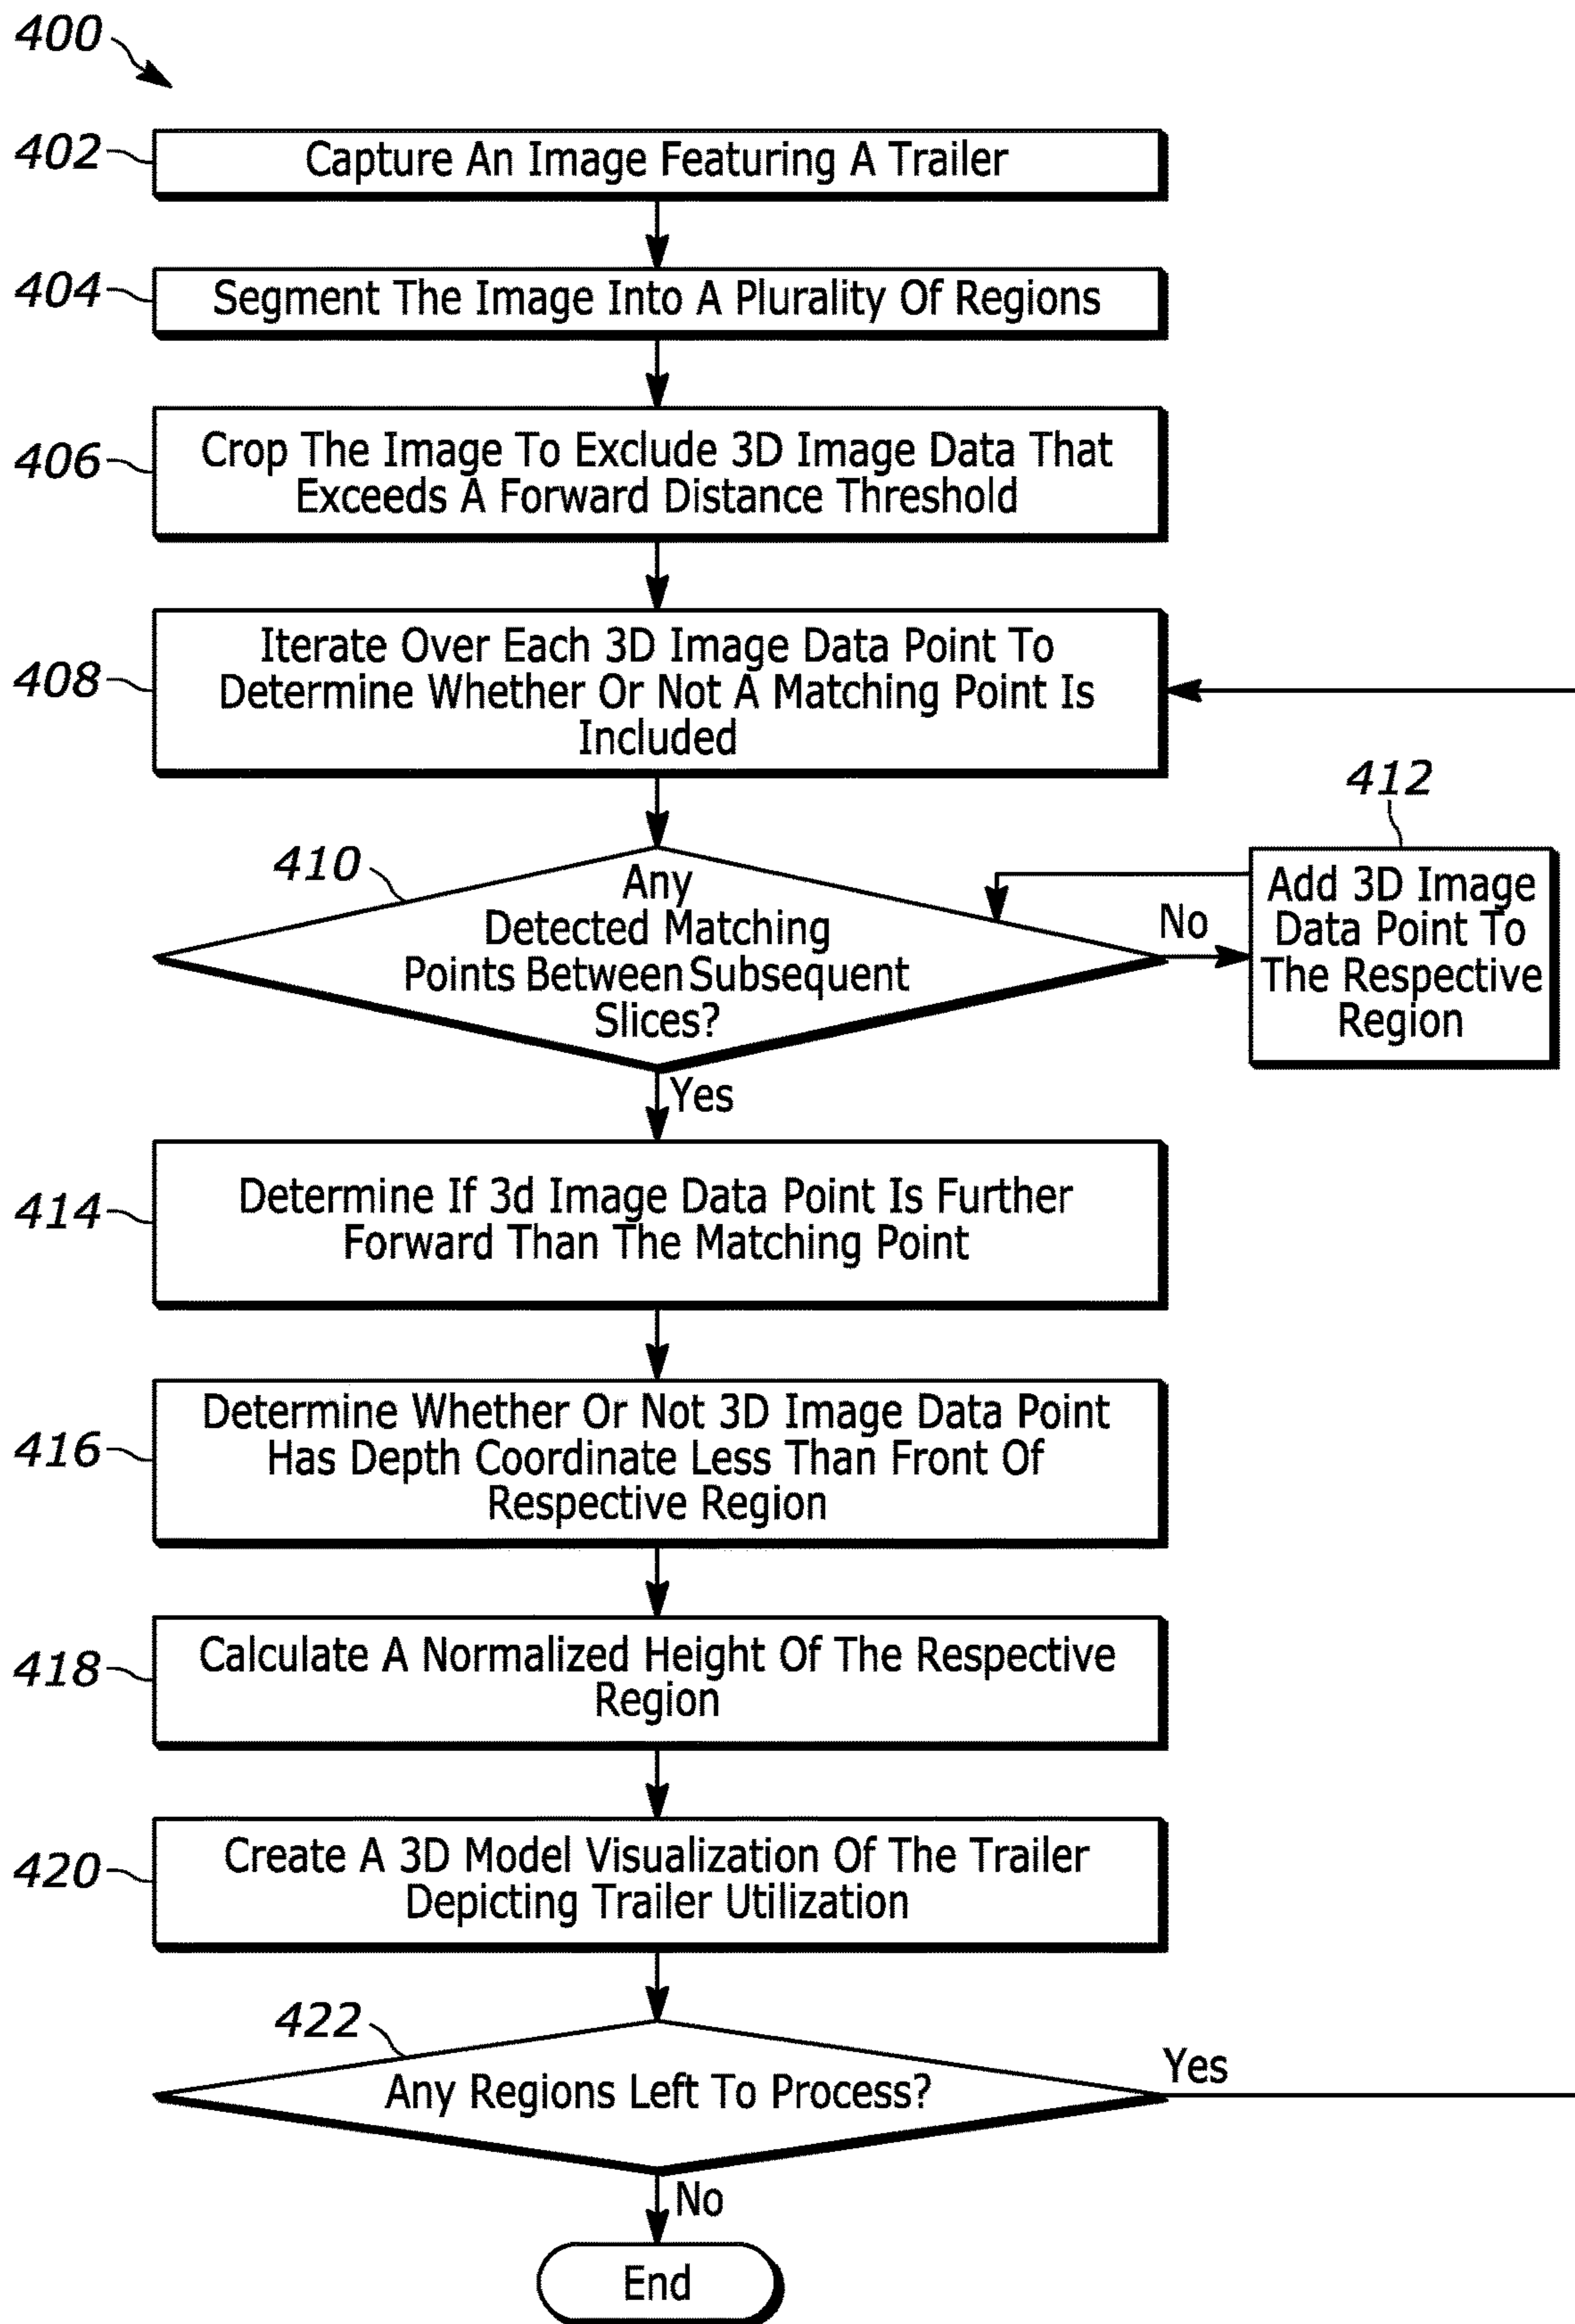 400
402
Capture An Image Featuring A Trailer
404
Segment The Image Into A Plurality Of Regions
406
Crop The Image To Exclude 3D Image Data That
Exceeds A Forward Distance Threshold
408
Iterate Over Each 3D Image Data Point To
Determine Whether Or Not A Matching Point Is
Included
410
Any
Detected Matching
Points Between Subsequent
Slices?
No
412
Add 3D Image
Data Point To
The Respective
Region
Yes
414
Determine If 3d Image Data Point Is Further
Forward Than The Matching Point
416
Determine Whether Or Not 3D Image Data Point
Has Depth Coordinate Less Than Front Of
Respective Region
418
Calculate A Normalized Height Of The Respective
Region
420
Create A 3D Model Visualization Of The Trailer
Depicting Trailer Utilization
422
Any Regions Left To Process?
Yes
No
End